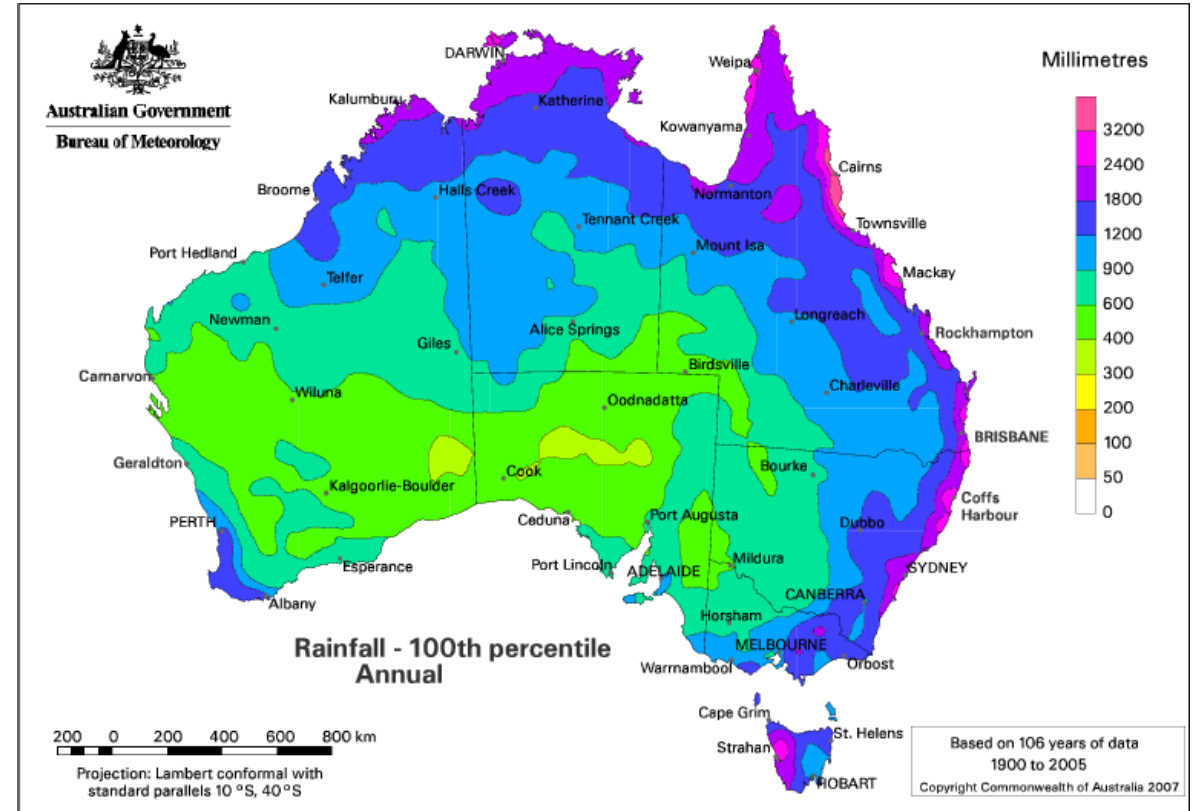 Australian Government
Bureau of Meteorology
DARWIN
Weipa
Millimetres
Kalumburu
Katherine
Kowanyama
3200
2400
1800
1200
900
600
400
300
200
100
50
0
Cairns
Broome
Halls Creek
Normanton
Tennant Creek
Townsville
Port Hedland
Mount Isa
Telfer
Mackay
Newman
Alice Springs
Longreach
Rockhampton
Giles
Birdsville
Carnarvon
Wiluna
Oodnadatta
Charleville
BRISBANE
Geraldton
Cook
Bourke
Kalgoorlie-Boulder
Coffs
Harbour
PERTH
Ceduna
Port Augusta
Dubbo
Esperance
Port Lincoln
ADELAIDE
Mildura
SYDNEY
Albany
CANBERRA
Horsham
Rainfall - 100th percentile
Annual
MELBOURNE
Warrnambool
Orbost
Cape Grim
St. Helens
Strahan
HOBART
200 0 200 400 600 800 km
Projection: Lambert conformal with
standard parallels 10 °S, 40 °S
Based on 106 years of data
1900 to 2005
Copyright Commonwealth of Australia 2007